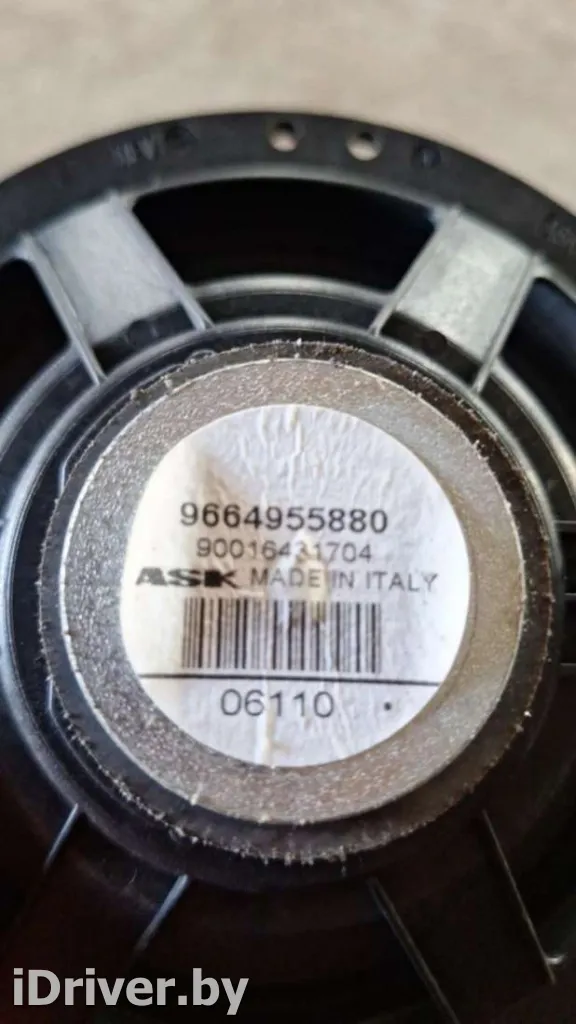 9664955880
90016431704
ASK MADE IN ITALY
06110
iDriver.by